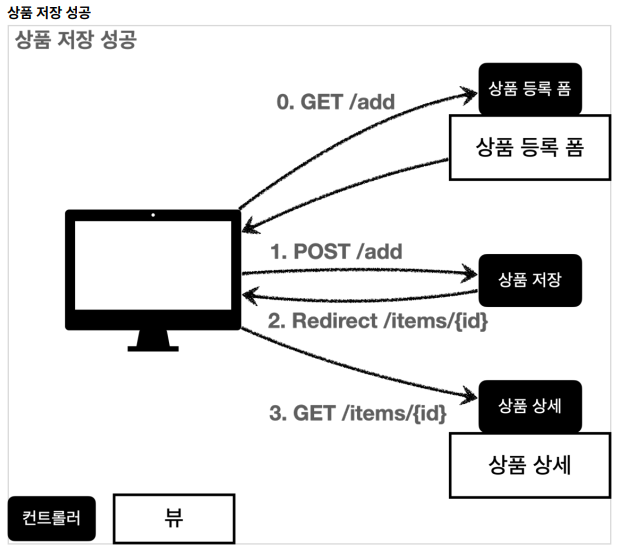 상품 저장 성공
상품 저장 성공
0. GET /add
상품 등록 폼
상품 등록 폼
1. POST /add
상품 저장
2. Redirect /items/{id}
상품 상세
3. GET /items/{id}
상품 상세
컨트롤러
뷰